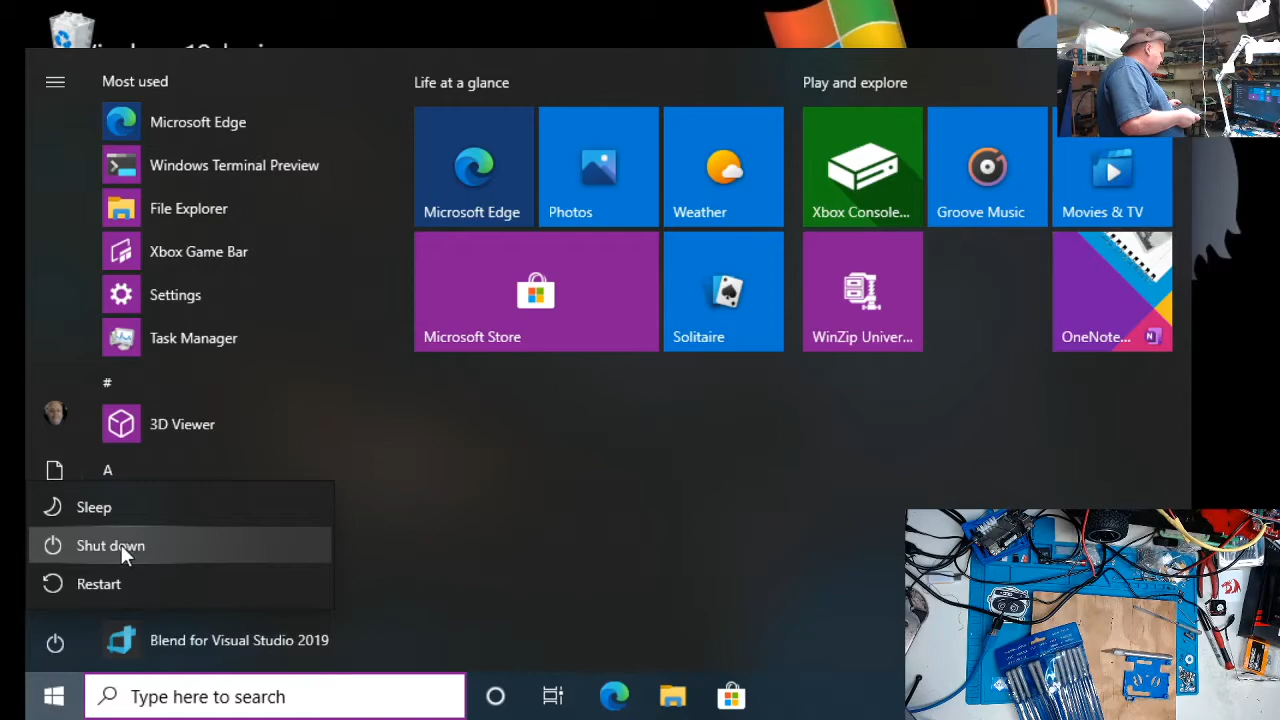 Most used
Microsoft Edge
Windows Terminal Preview
File Explorer
Xbox Game Bar
Settings
Task Manager
#
3D Viewer
A
Sleep
Shut down
Restart
Blend for Visual Studio 2019
Type here to search
Life at a glance
Microsoft Edge
Photos
Weather
Microsoft Store
Solitaire
Play and explore
Xbox Console...
Groove Music
Movies & TV
WinZip Univer...
OneNote...